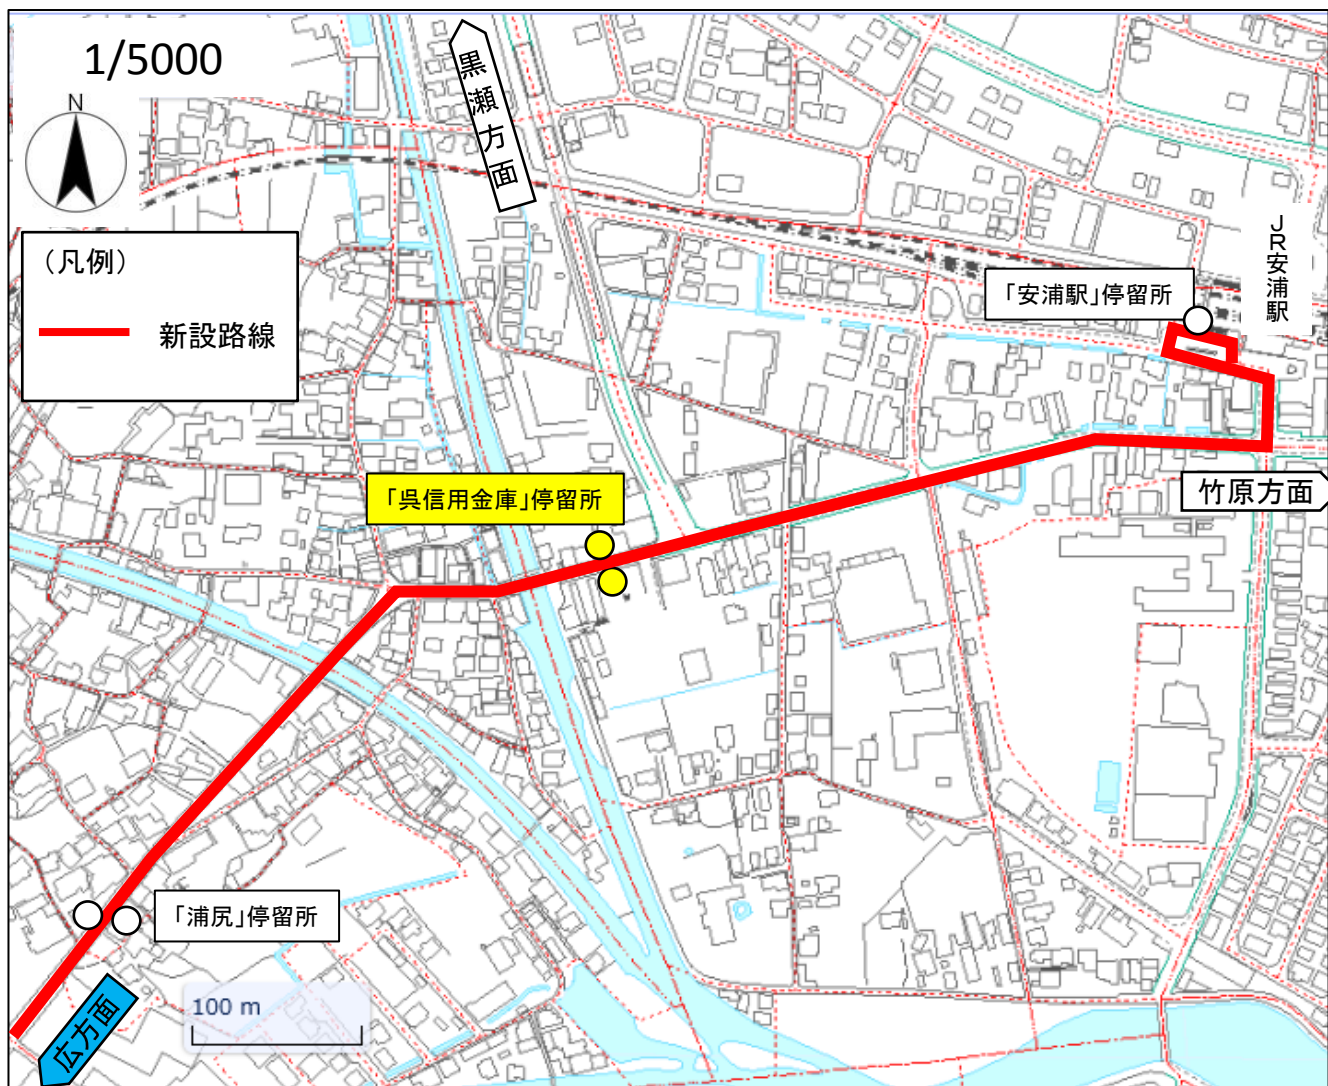 1/5000
N
黒瀬方面
（凡例）
新設路線
JR安浦駅
「安浦駅」停留所
「呉信用金庫」停留所
竹原方面
「浦尻」停留所
広方面
100 m